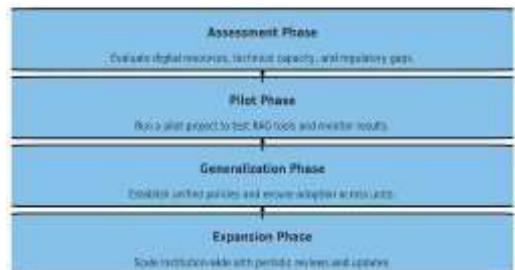 Assessment Phase
Evaluate digital resources, technical capacity, and regulatory gaps.
Pilot Phase
Run a pilot project to test RAG tools and monitor results.
Generalization Phase
Establish unified policies and ensure adoption across units.
Expansion Phase
Scale institution-wide with periodic reviews and updates.